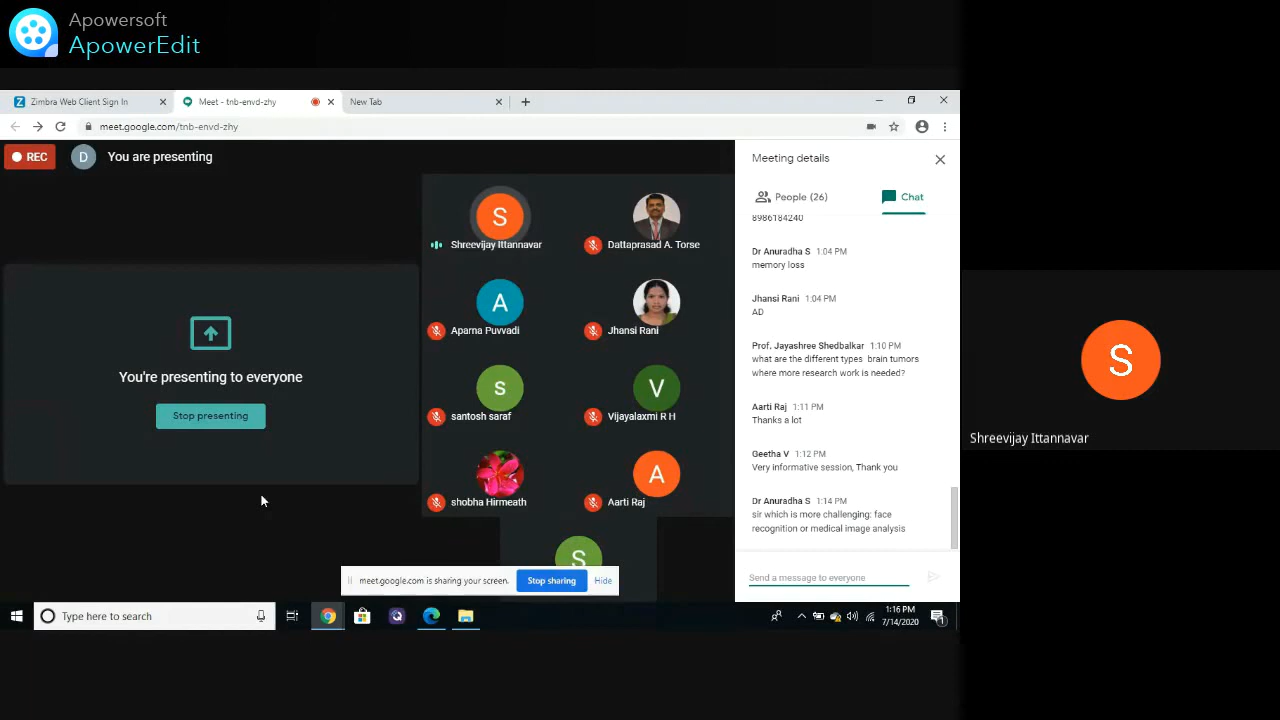 Apowersoft
ApowerEdit
Zimbra Web Client Sign In
Meet - tnb-envd-zhy
New Tab
meet.google.com/tnb-envd-zhy
REC
D
You are presenting
Meeting details
People (26)
Chat
S
Shreevijay Ittannavar
Dattaprasad A. Torse
A
Aparna Puvvadi
Jhansi Rani
s
santosh saraf
V
Vijayalaxmi R H
shobha Hirmeath
A
Aarti Raj
S
You're presenting to everyone
Stop presenting
8986184240
Dr Anuradha S 1:04 PM
memory loss
Jhansi Rani 1:04 PM
AD
Prof. Jayashree Shedbalkar 1:10 PM
what are the different types brain tumors
where more research work is needed?
Aarti Raj 1:11 PM
Thanks a lot
Geetha V 1:12 PM
Very informative session, Thank you
Dr Anuradha S 1:14 PM
sir which is more challenging: face
recognition or medical image analysis
Send a message to everyone
meet.google.com is sharing your screen.
Stop sharing
Hide
Type here to search
1:16 PM
7/14/2020
1
S
Shreevijay Ittannavar